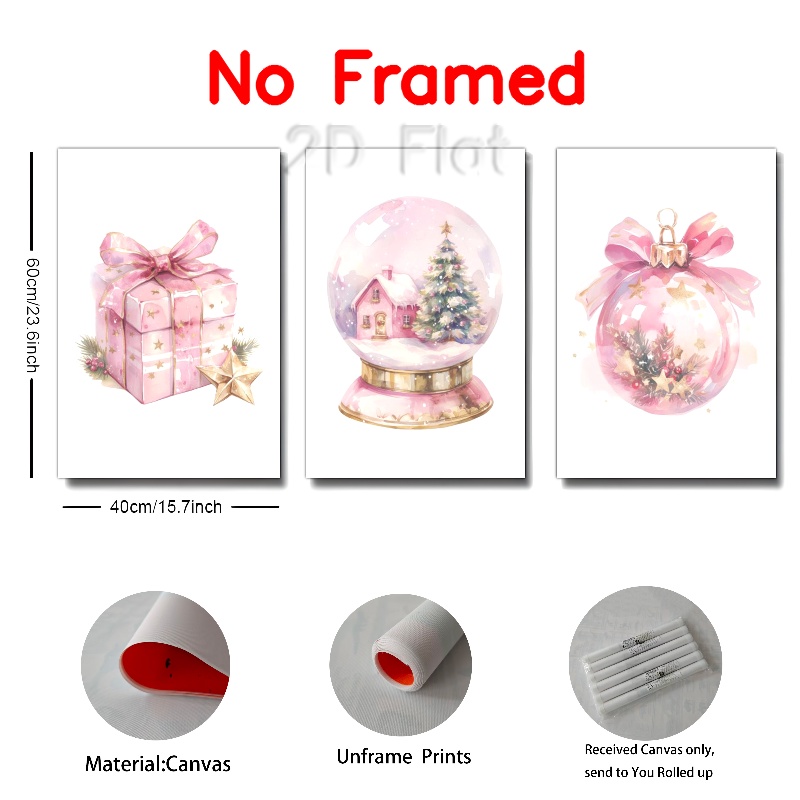 No Framed
2D Flat
60cm/23.6inch
40cm/15.7inch
Material:Canvas
Unframe Prints
Received Canvas only,
send to You Rolled up